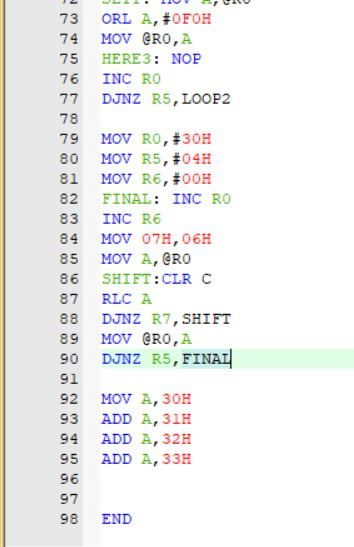 72 SETT: MOV A,@R0
73 ORL A,#0F0H
74 MOV @R0,A
75 HERE3: NOP
76 INC R0
77 DJNZ R5,LOOP2
78
79 MOV R0,#30H
80 MOV R5,#04H
81 MOV R6,#00H
82 FINAL: INC R0
83 INC R6
84 MOV 07H,06H
85 MOV A,@R0
86 SHIFT:CLR C
87 RLC A
88 DJNZ R7,SHIFT
89 MOV @R0,A
90 DJNZ R5,FINAL
91
92 MOV A,30H
93 ADD A,31H
94 ADD A,32H
95 ADD A,33H
96
97
98 END